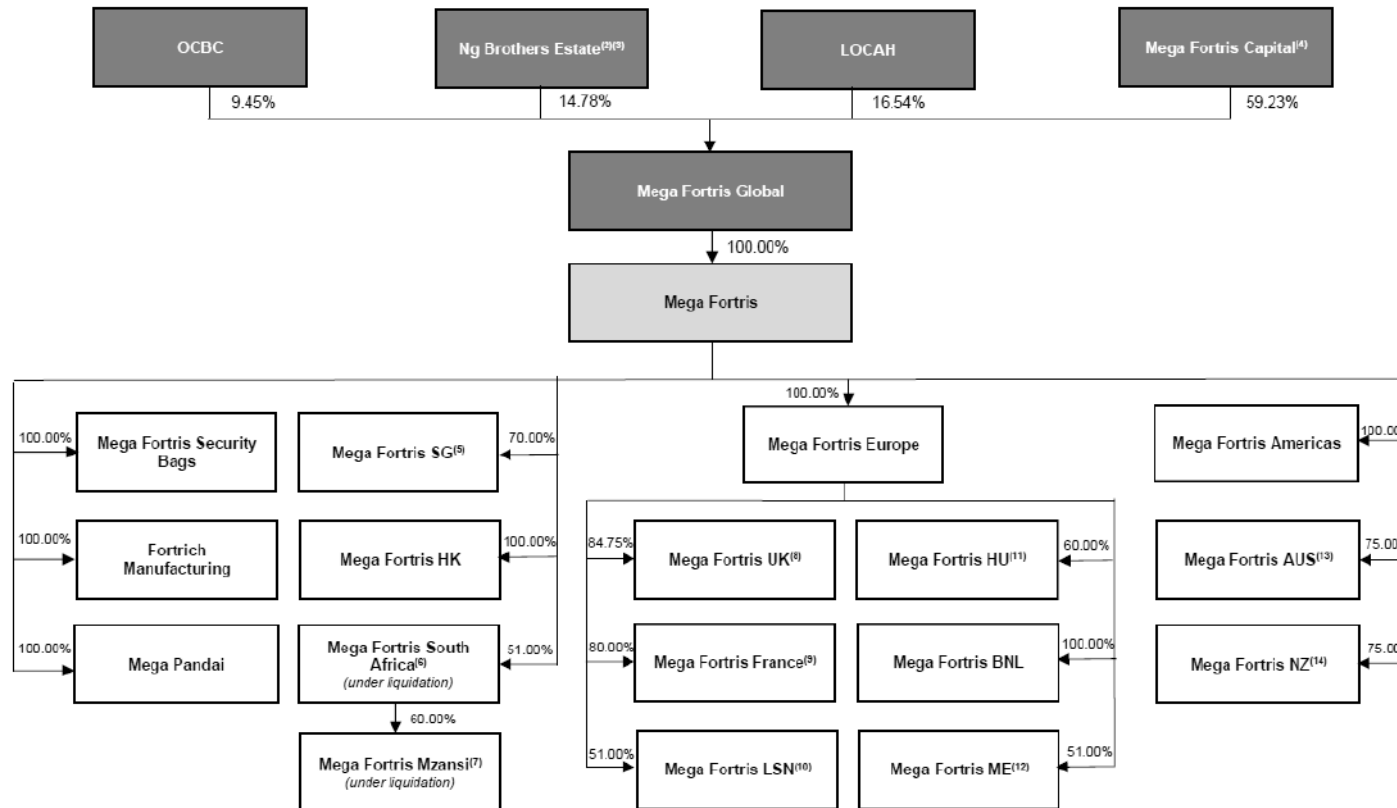 OCBC
Ng Brothers Estate(2)(3)
LOCAH
Mega Fortris Capital(4)
9.45%
14.78%
16.54%
59.23%
Mega Fortris Global
100.00%
Mega Fortris
100.00%
100.00%
Mega Fortris Security
Bags
Mega Fortris SG(5)
70.00%
Mega Fortris Europe
Mega Fortris Americas
100.00
100.00%
Fortrich
Manufacturing
Mega Fortris HK
100.00%
84.75%
Mega Fortris UK(8)
Mega Fortris HU(11)
60.00%
Mega Fortris AUS(13)
75.00
100.00%
Mega Pandai
Mega Fortris South
Africa(6)
(under liquidation)
51.00%
80.00%
Mega Fortris France(9)
Mega Fortris BNL
100.00%
Mega Fortris NZ(14)
75.00
60.00%
Mega Fortris Mzansi(7)
(under liquidation)
51.00%
Mega Fortris LSN(10)
Mega Fortris ME(12)
51.00%